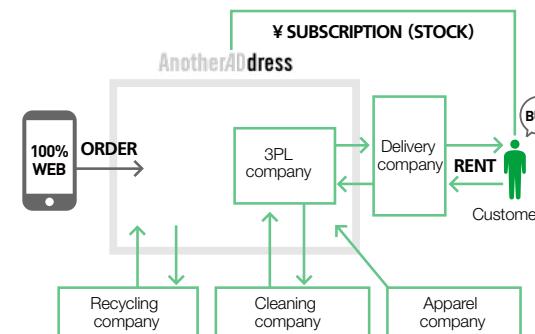 ¥ SUBSCRIPTION (STOCK)
AnotherADdress
100%
WEB
ORDER
3PL
company
Delivery
company
RENT
Recycling
company
Cleaning
company
Apparel
company